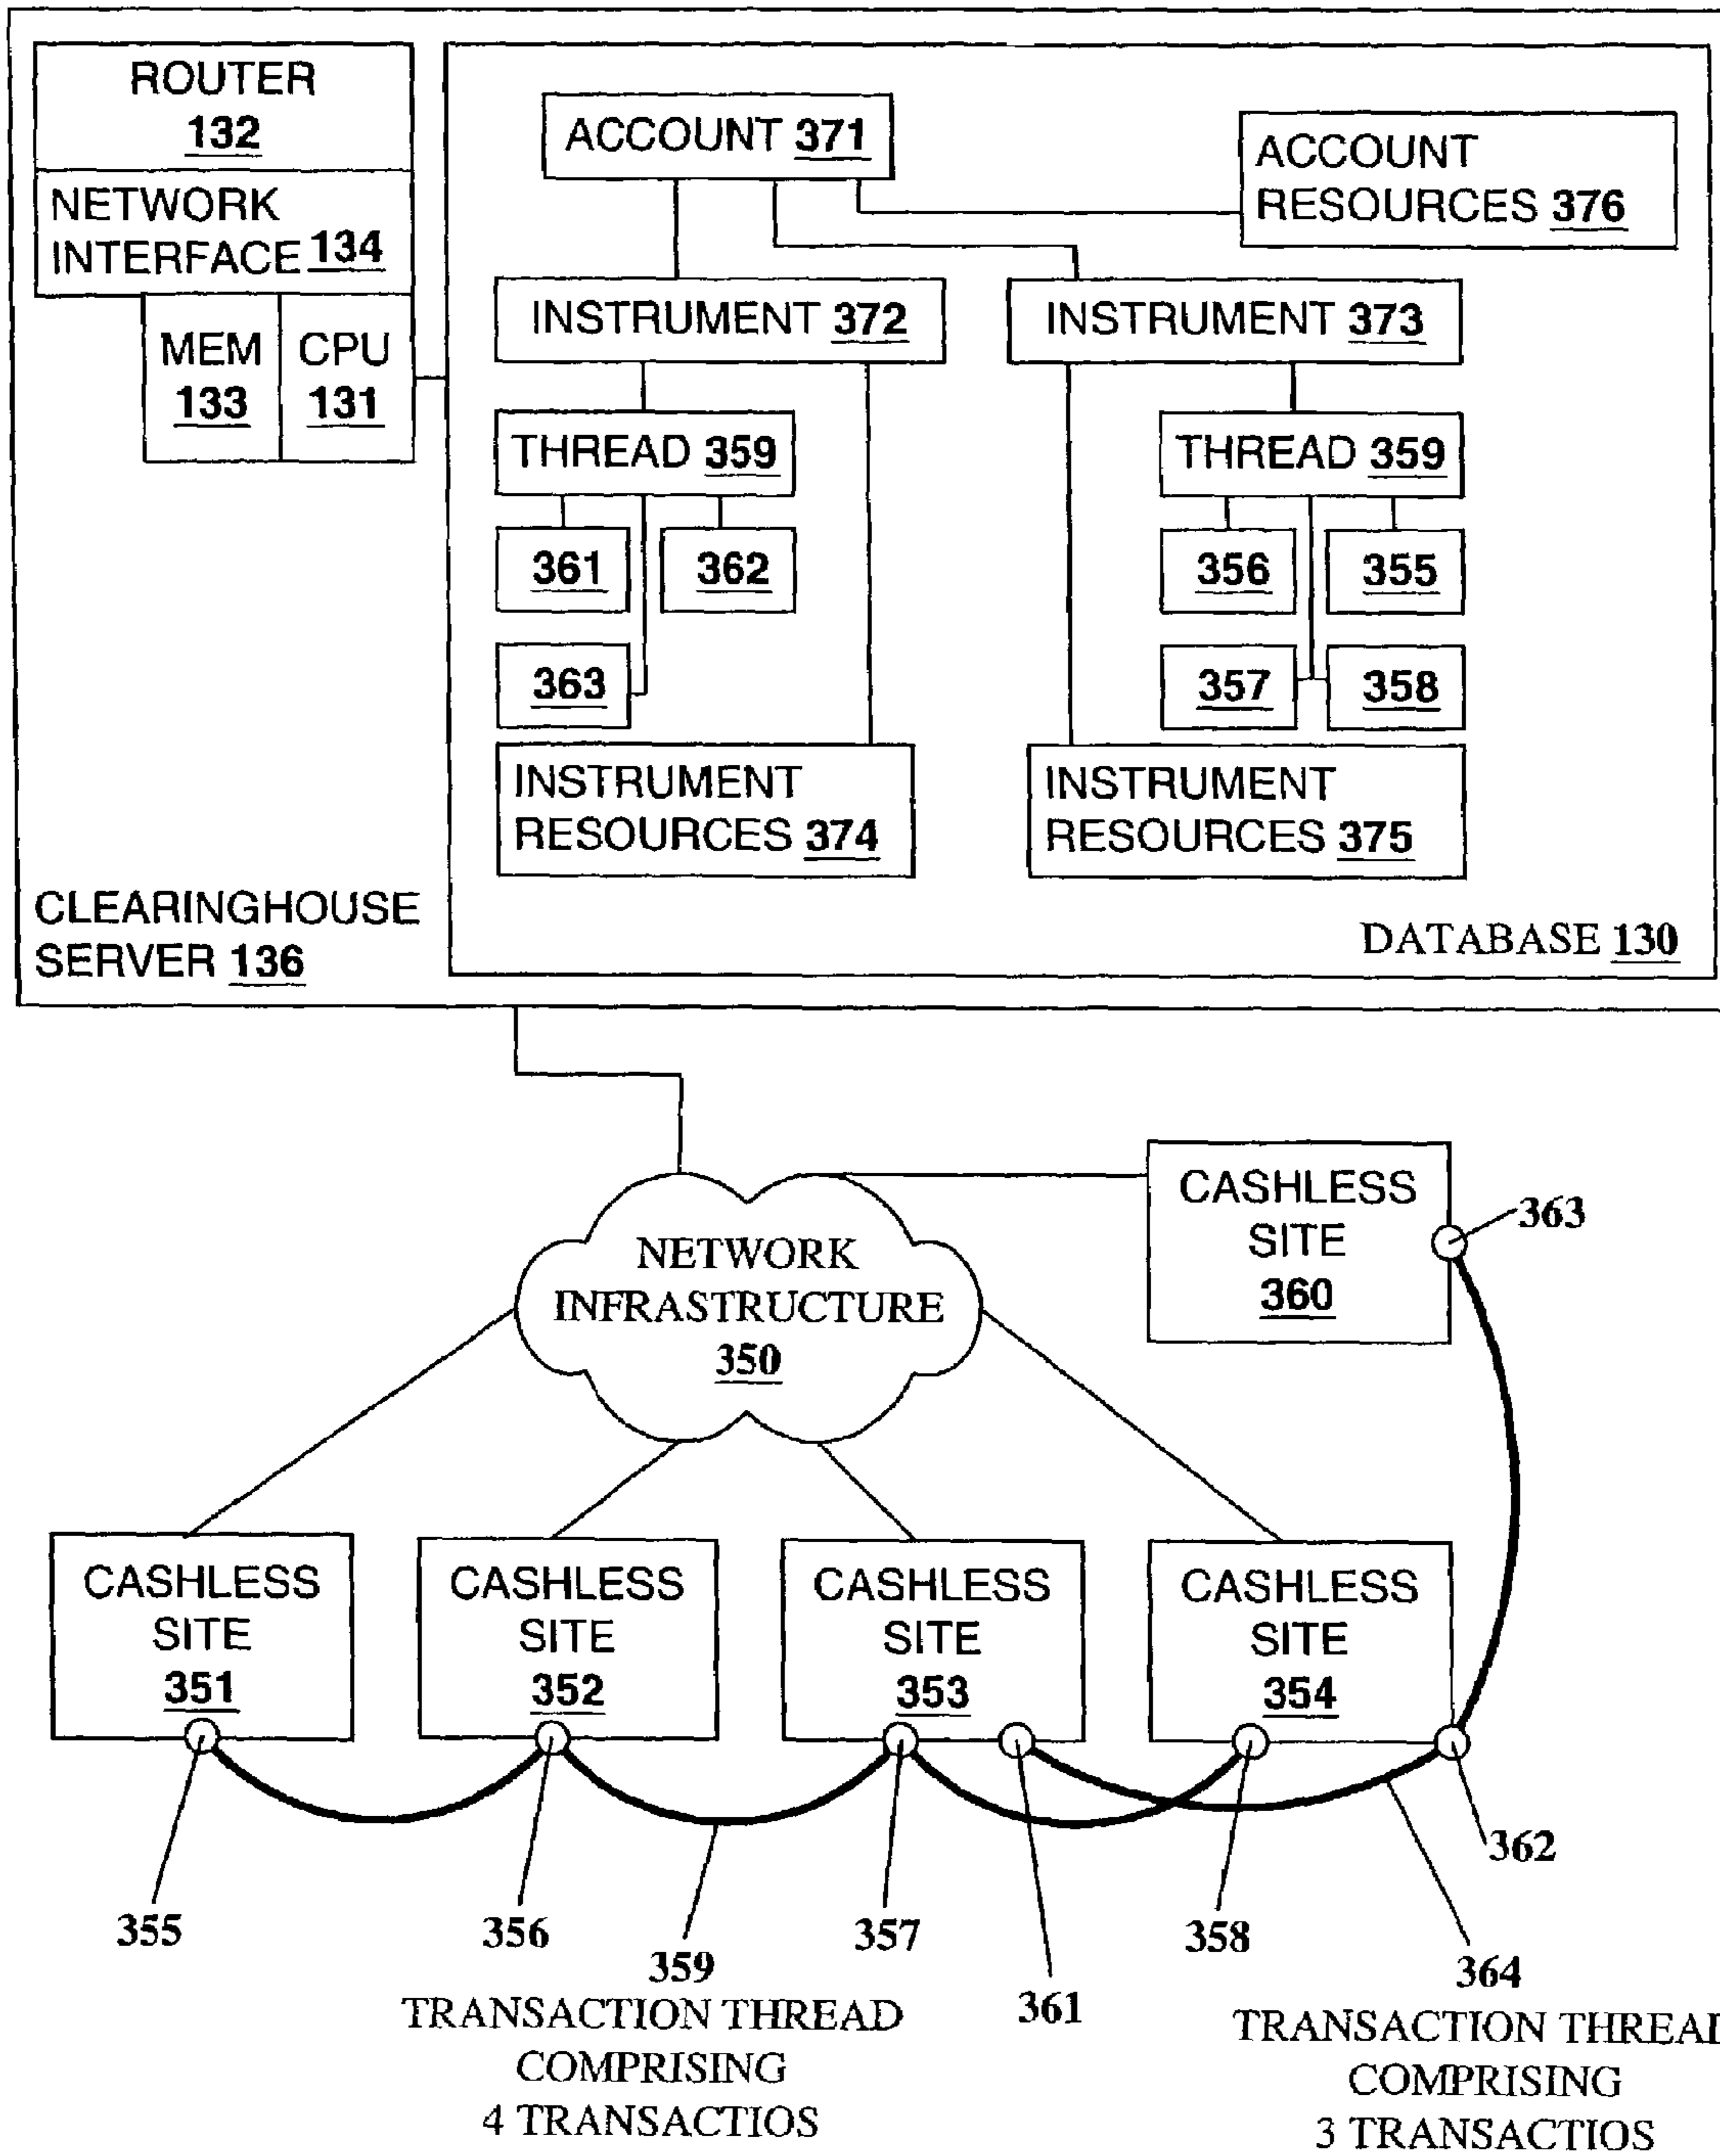 ROUTER
132
NETWORK
INTERFACE 134
MEM
133
CPU
131
ACCOUNT 371
ACCOUNT
RESOURCES 376
INSTRUMENT 372
INSTRUMENT 373
THREAD 359
THREAD 359
361
362
356
355
363
357
358
INSTRUMENT
RESOURCES 374
INSTRUMENT
RESOURCES 375
CLEARINGHOUSE
SERVER 136
DATABASE 130
CASHLESS
SITE
360
363
NETWORK
INFRASTRUCTURE
350
CASHLESS
SITE
351
CASHLESS
SITE
352
CASHLESS
SITE
353
CASHLESS
SITE
354
362
355
356
357
358
359
361
364
TRANSACTION THREAD
COMPRISING
4 TRANSACTIOS
TRANSACTION THREAD
COMPRISING
3 TRANSACTIOS